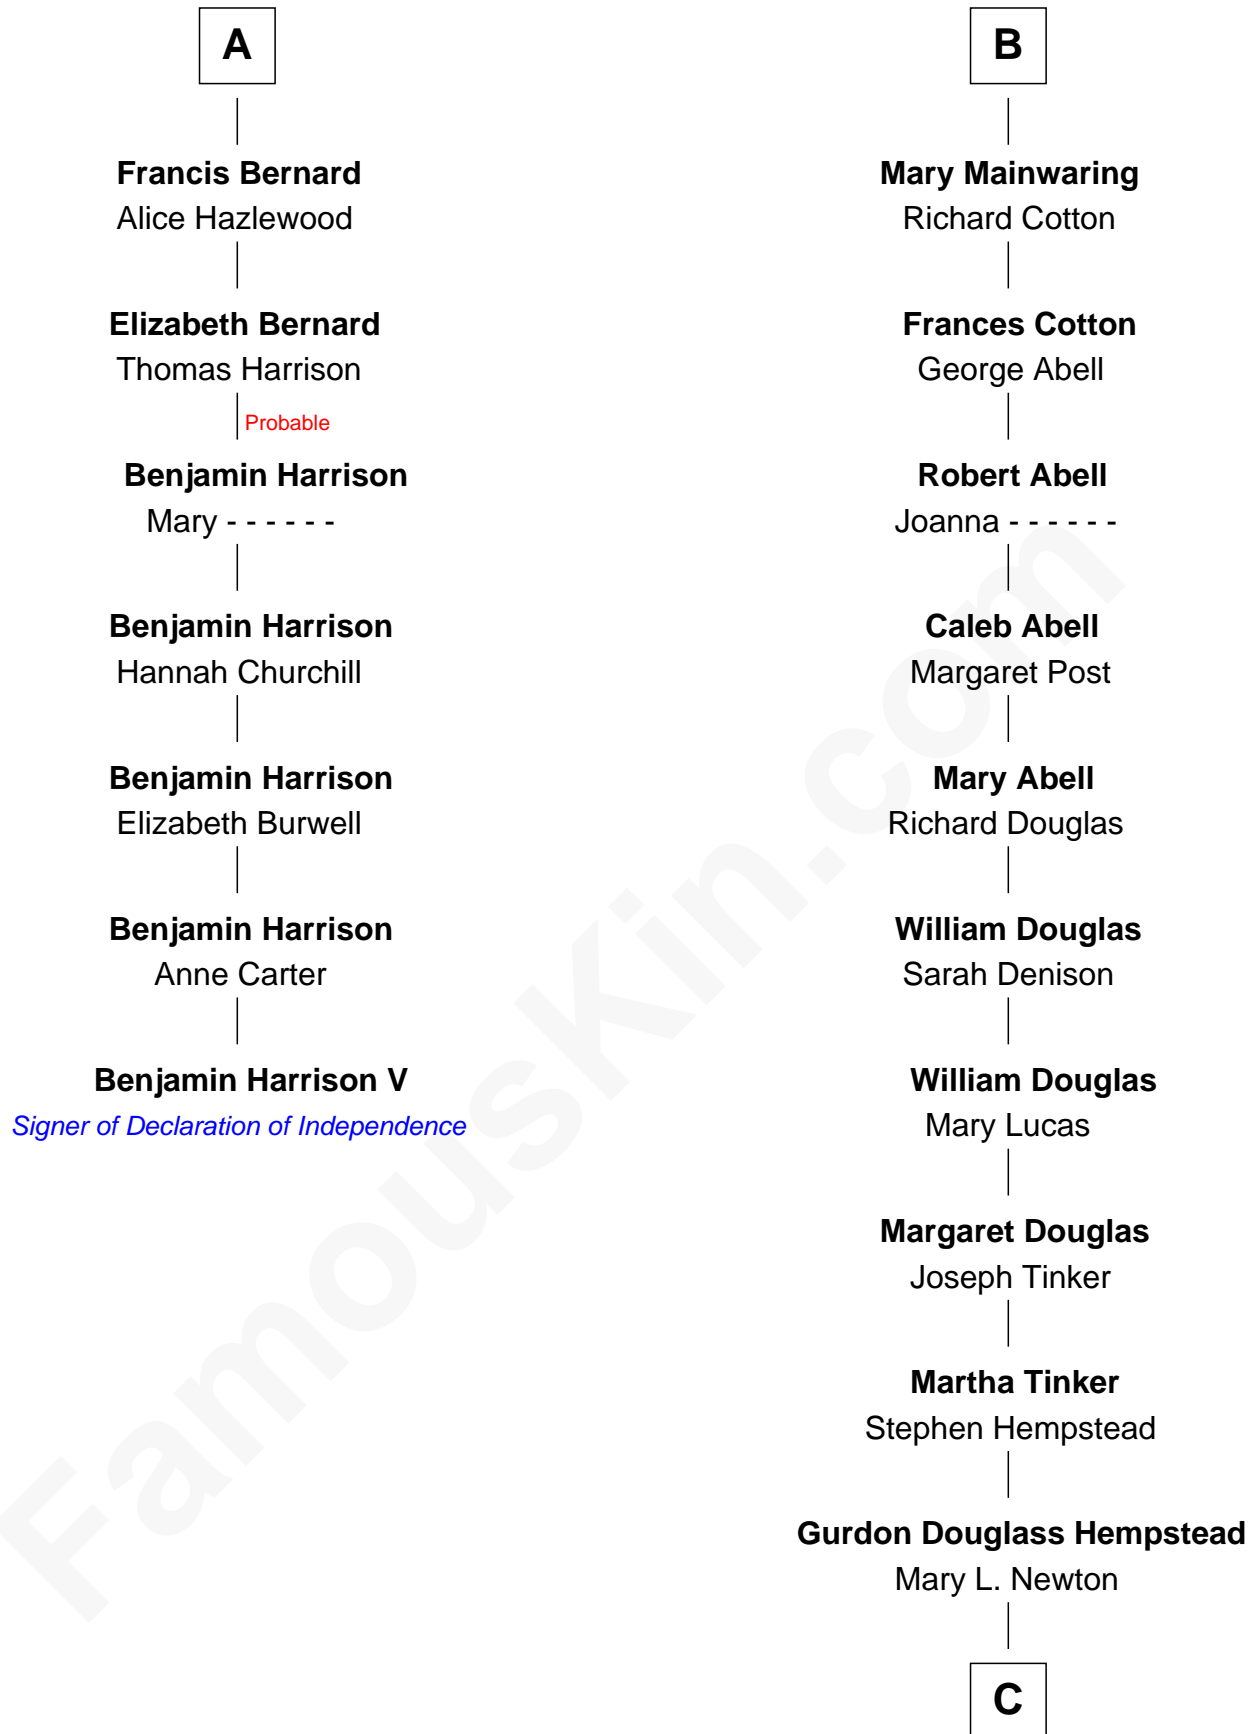 A
Francis Bernard
Alice Hazlewood
Elizabeth Bernard
Thomas Harrison
Probable
Benjamin Harrison
Mary - - - - - -
Benjamin Harrison
Hannah Churchill
Benjamin Harrison
Elizabeth Burwell
Benjamin Harrison
Anne Carter
Benjamin Harrison V
Signer of Declaration of Independence
B
Mary Mainwaring
Richard Cotton
Frances Cotton
George Abell
Robert Abell
Joanna - - - - - -
Caleb Abell
Margaret Post
Mary Abell
Richard Douglas
William Douglas
Sarah Denison
William Douglas
Mary Lucas
Margaret Douglas
Joseph Tinker
Martha Tinker
Stephen Hempstead
Gurdon Douglass Hempstead
Mary L. Newton
C
FamousKin.com